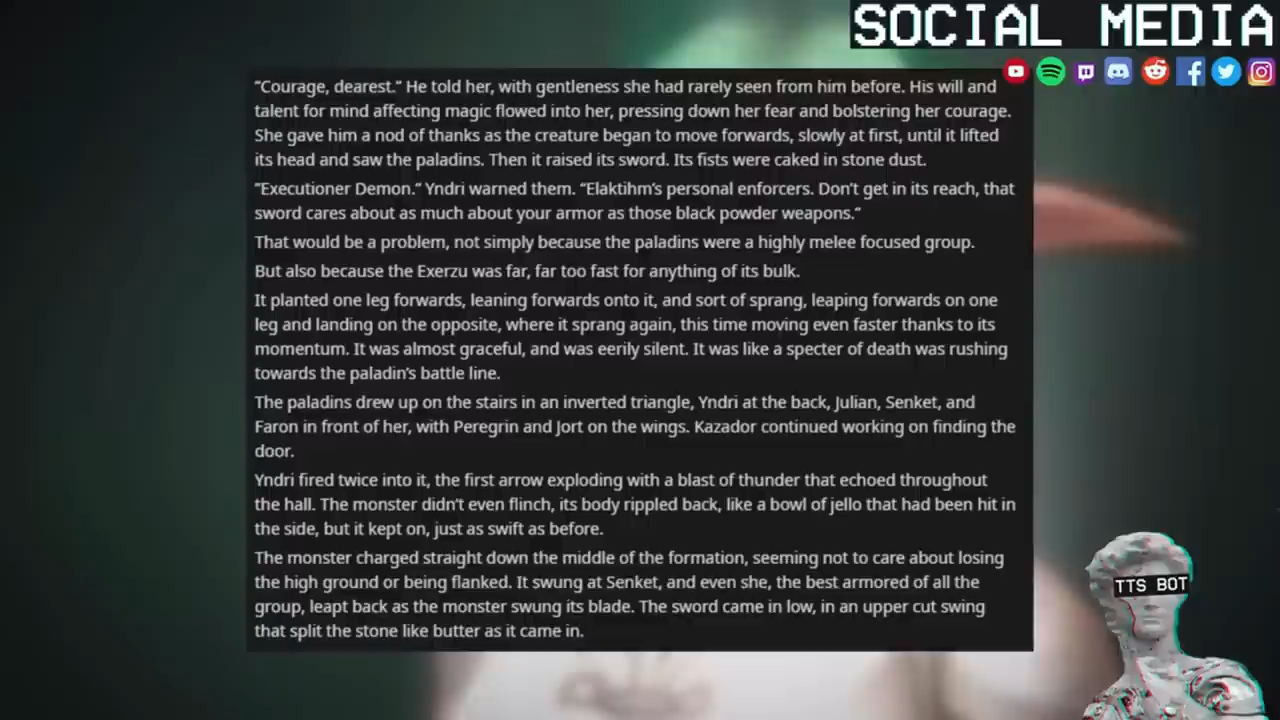 SOCIAL MEDIA
“Courage, dearest.” He told her, with gentleness she had rarely seen from him before. His will and
talent for mind affecting magic flowed into her, pressing down her fear and bolstering her courage.
She gave him a nod of thanks as the creature began to move forwards, slowly at first, until it lifted
its head and saw the paladins. Then it raised its sword. Its fists were caked in stone dust.
“Executioner Demon.” Yndri warned them. “Elaktihm’s personal enforcers. Don’t get in its reach, that
sword cares about as much about your armor as those black powder weapons.”
That would be a problem, not simply because the paladins were a highly melee focused group.
But also because the Exerzu was far, far too fast for anything of its bulk.
It planted one leg forwards, leaning forwards onto it, and sort of sprang, leaping forwards on one
leg and landing on the opposite, where it sprang again, this time moving even faster thanks to its
momentum. It was almost graceful, and was eerily silent. It was like a specter of death was rushing
towards the paladin’s battle line.
The paladins drew up on the stairs in an inverted triangle, Yndri at the back, Julian, Senket, and
Faron in front of her, with Peregrin and Jort on the wings. Kazador continued working on finding the
door.
Yndri fired twice into it, the first arrow exploding with a blast of thunder that echoed throughout
the hall. The monster didn’t even flinch, its body rippled back, like a bowl of jello that had been hit in
the side, but it kept on, just as swift as before.
The monster charged straight down the middle of the formation, seeming not to care about losing
the high ground or being flanked. It swung at Senket, and even she, the best armored of all the
group, leapt back as the monster swung its blade. The sword came in low, in an upper cut swing
that split the stone like butter as it came in.
TTS BOT